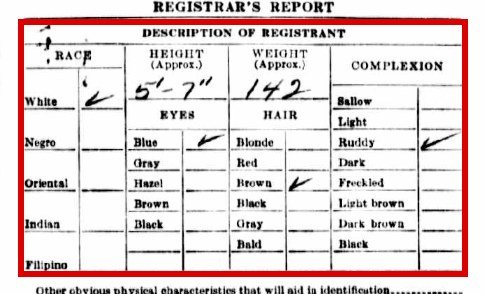 REGISTRAR'S REPORT
DESCRIPTION OF REGISTRANT
RACE HEIGHT (Approx.) WEIGHT (Approx.) COMPLEXION
5'-7" 142
White ✓ Sallow
EYES HAIR Light
Negro Blue ✓ Blonde Ruddy ✓
Gray Red Dark
Oriental Hazel Brown ✓ Freckled
Brown Black Light brown
Indian Black Gray Dark brown
Bald Black
Filipino
Other obvious physical characteristics that will aid in identification